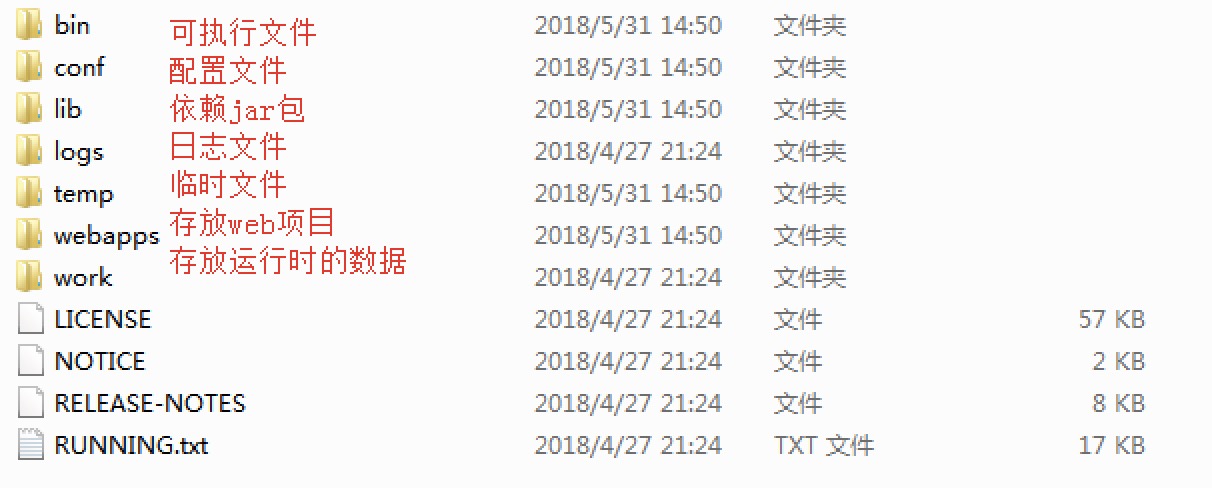 bin 可执行文件 2018/5/31 14:50 文件夹
conf 配置文件 2018/5/31 14:50 文件夹
lib 依赖jar包 2018/5/31 14:50 文件夹
logs 日志文件 2018/4/27 21:24 文件夹
temp 临时文件 2018/5/31 14:50 文件夹
webapps 存放web项目 2018/5/31 14:50 文件夹
work 存放运行时的数据 2018/4/27 21:24 文件夹
LICENSE 2018/4/27 21:24 文件 57 KB
NOTICE 2018/4/27 21:24 文件 2 KB
RELEASE-NOTES 2018/4/27 21:24 文件 8 KB
RUNNING.txt 2018/4/27 21:24 TXT 文件 17 KB